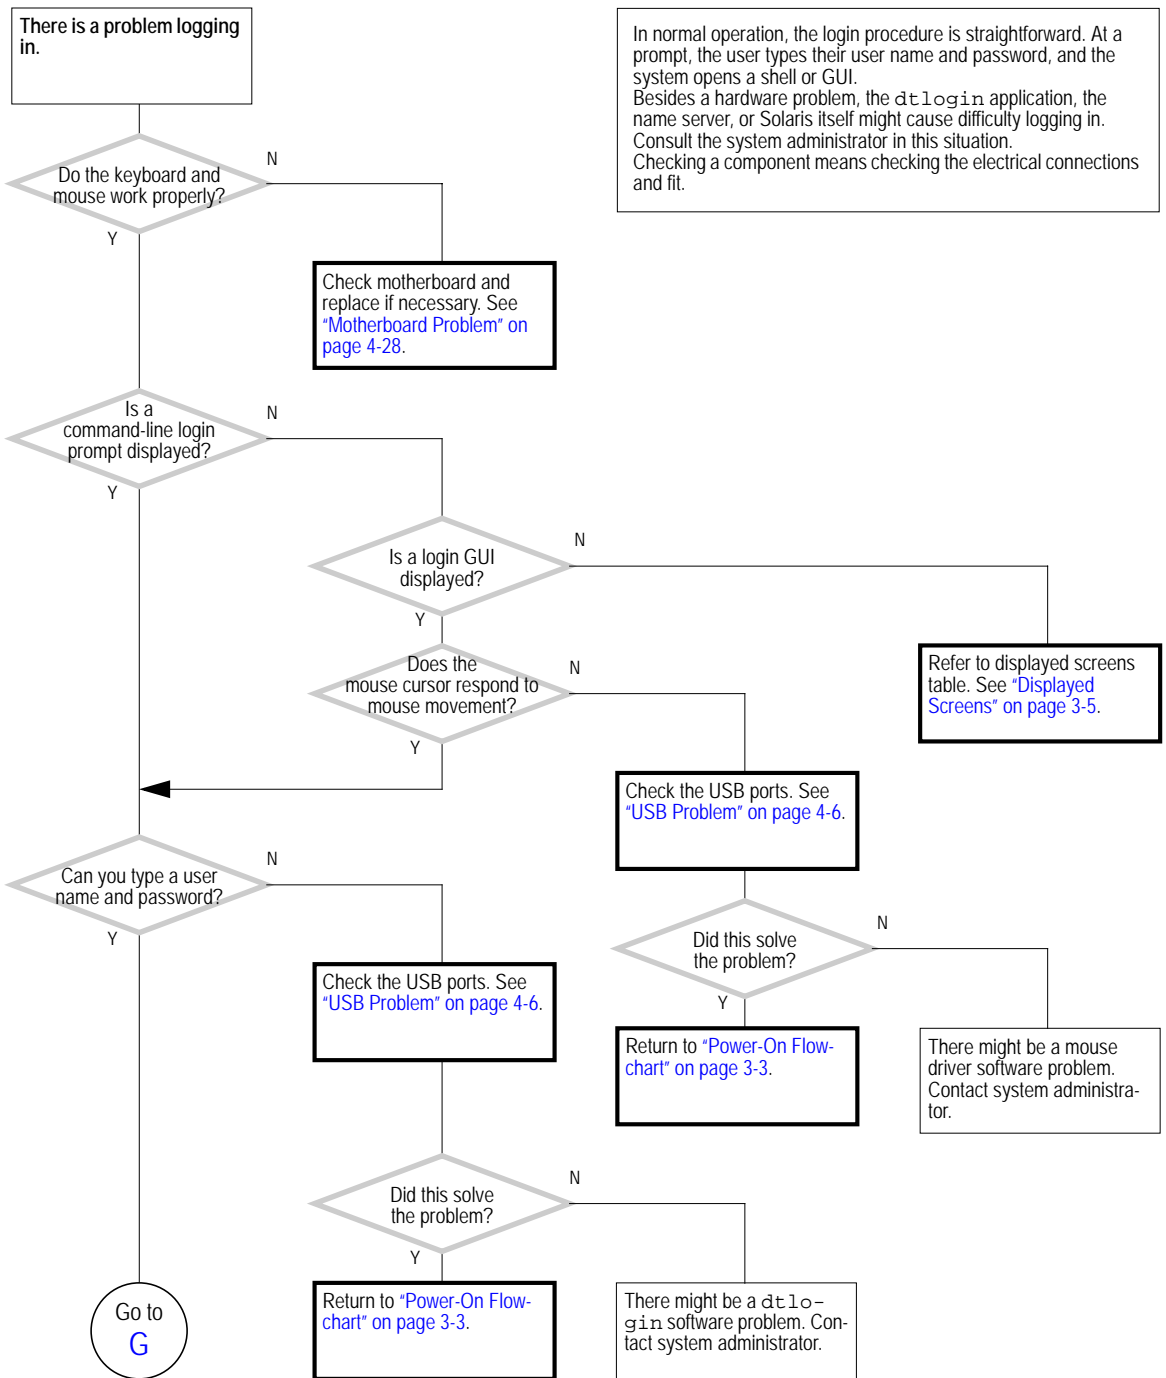 There is a problem logging
in.
In normal operation, the login procedure is straightforward. At a
prompt, the user types their user name and password, and the
system opens a shell or GUI.
Besides a hardware problem, the dtlogin application, the
name server, or Solaris itself might cause difficulty logging in.
Consult the system administrator in this situation.
Checking a component means checking the electrical connections
and fit.
Do the keyboard and
mouse work properly?
N
Y
Check motherboard and
replace if necessary. See
"Motherboard Problem" on
page 4-28.
Is a
command-line login
prompt displayed?
N
Y
Is a login GUI
displayed?
N
Y
Refer to displayed screens
table. See "Displayed
Screens" on page 3-5.
Does the
mouse cursor respond to
mouse movement?
N
Y
Check the USB ports. See
"USB Problem" on page 4-6.
Can you type a user
name and password?
N
Y
Did this solve
the problem?
N
Y
Check the USB ports. See
"USB Problem" on page 4-6.
Return to "Power-On Flow-
chart" on page 3-3.
There might be a mouse
driver software problem.
Contact system administra-
tor.
Did this solve
the problem?
N
Y
Go to
G
Return to "Power-On Flow-
chart" on page 3-3.
There might be a dtlo-
gin software problem. Con-
tact system administrator.